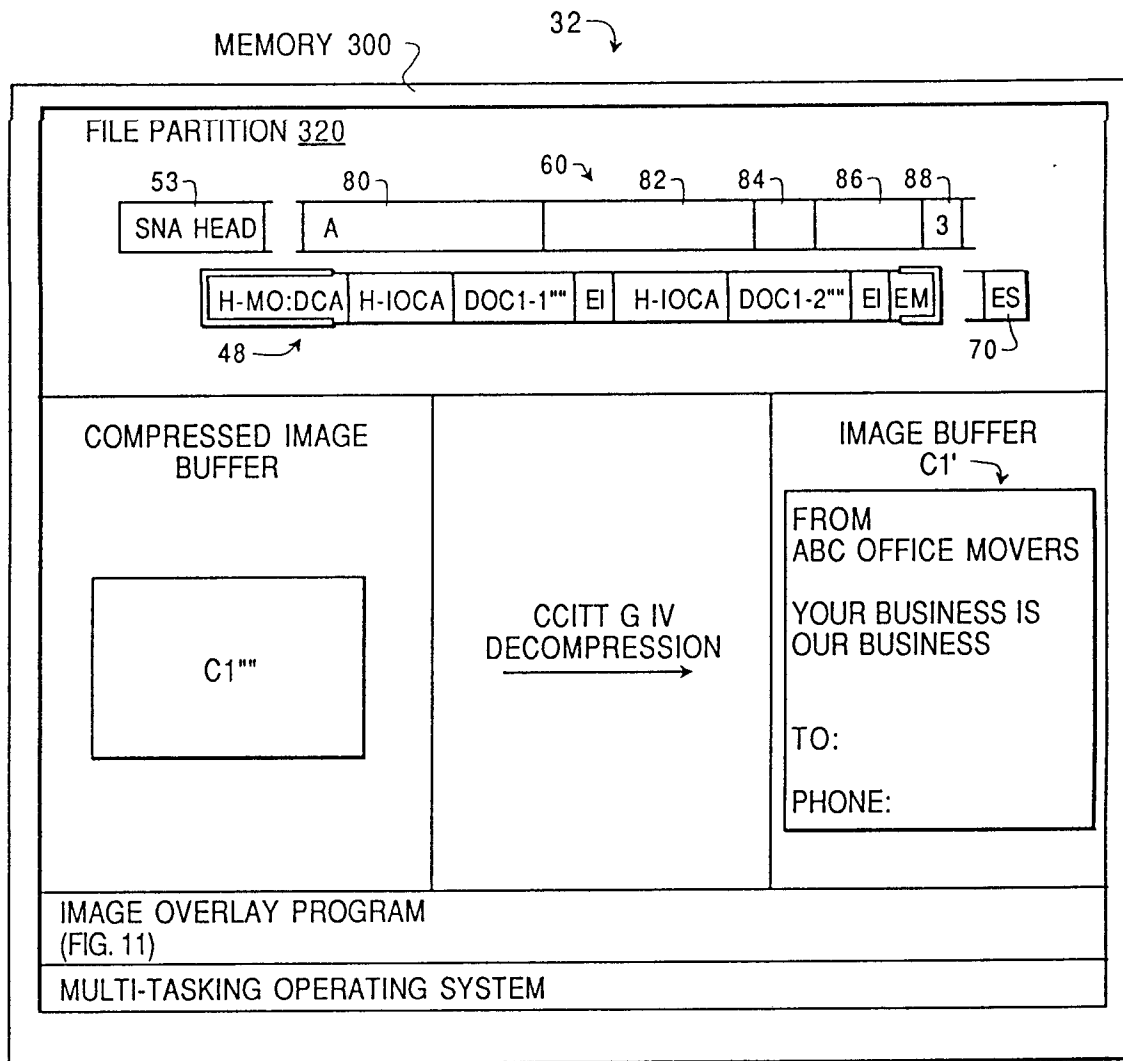 32
MEMORY 300
FILE PARTITION 320
53 80 60 82 84 86 88
SNA HEAD A 3
H-MO:DCA H-IOCA DOC1-1"" EI H-IOCA DOC1-2"" EI EM ES
48 70
COMPRESSED IMAGE
BUFFER
C1""
CCITT G IV
DECOMPRESSION
IMAGE BUFFER
C1'
FROM
ABC OFFICE MOVERS
YOUR BUSINESS IS
OUR BUSINESS
TO:
PHONE:
IMAGE OVERLAY PROGRAM
(FIG. 11)
MULTI-TASKING OPERATING SYSTEM